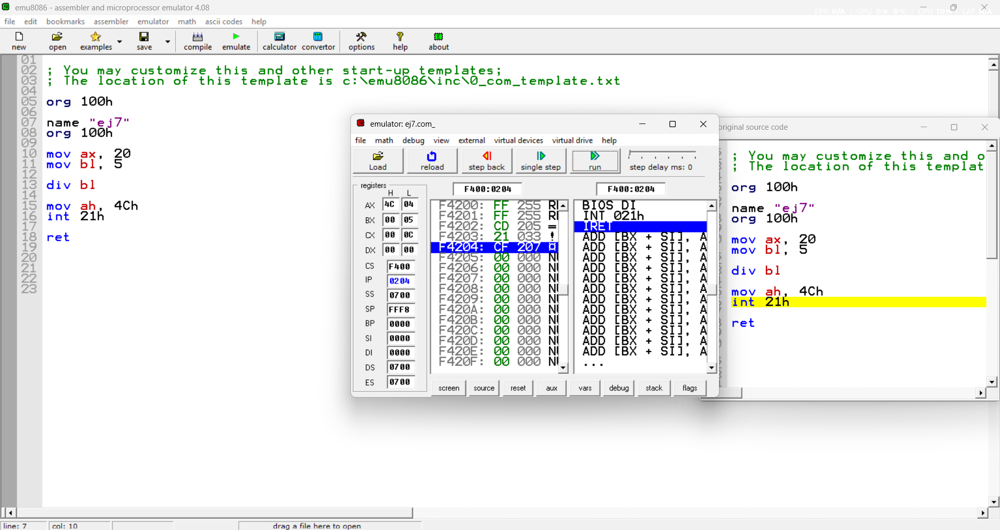 emu8086 - assembler and microprocessor emulator 4.08
FPS N/A | GPU 0% 0°C | CPU 10% | LAT N/A
file edit bookmarks assembler emulator math ascii codes help
new open examples save compile emulate calculator convertor options help about
01
02 ; You may customize this and other start-up templates;
03 ; The location of this template is c:\emu8086\inc\0_com_template.txt
04
05 org 100h
06
07 name "ej7"
08 org 100h
09
10 mov ax, 20
11 mov bl, 5
12
13 div bl
14
15 mov ah, 4Ch
16 int 21h
17
18 ret
19
20
21
22
23
emulator: ej7.com_
file math debug view external virtual devices virtual drive help
Load reload step back single step run step delay ms: 0
registers
H L
AX 4C 04
BX 00 05
CX 00 0C
DX 00 00
CS F400
IP 0204
SS 0700
SP FFF8
BP 0000
SI 0000
DI 0000
DS 0700
ES 0700
F400:0204
F4200: FF 255
F4201: FF 255
F4202: CD 205 =
F4203: 21 033 !
F4204: CF 207 ¤
F4205: 00 000
F4206: 00 000
F4207: 00 000
F4208: 00 000
F4209: 00 000
F420A: 00 000
F420B: 00 000
F420C: 00 000
F420D: 00 000
F420E: 00 000
F420F: 00 000
F400:0204
BIOS DI
INT 021h
IRET
ADD [BX + SI], A
ADD [BX + SI], A
ADD [BX + SI], A
ADD [BX + SI], A
ADD [BX + SI], A
ADD [BX + SI], A
ADD [BX + SI], A
ADD [BX + SI], A
ADD [BX + SI], A
ADD [BX + SI], A
ADD [BX + SI], A
ADD [BX + SI], A
...
screen source reset aux vars debug stack flags
original source code
; You may customize this and o
; The location of this templat
org 100h
name "ej7"
org 100h
mov ax, 20
mov bl, 5
div bl
mov ah, 4Ch
int 21h
ret
line: 7 col: 10 drag a file here to open